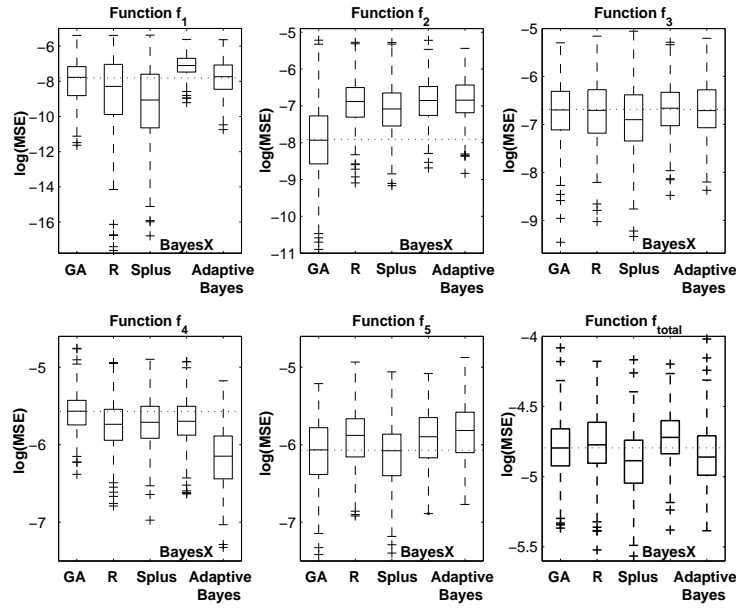 Function f1
log(MSE)
-6
-8
-10
-12
-14
-16
BayesX
GA R Splus Adaptive
Bayes
Function f2
log(MSE)
-5
-6
-7
-8
-9
-10
-11
BayesX
GA R Splus Adaptive
Bayes
Function f3
log(MSE)
-5
-6
-7
-8
-9
BayesX
GA R Splus Adaptive
Bayes
Function f4
log(MSE)
-5
-6
-7
BayesX
GA R Splus Adaptive
Bayes
Function f5
log(MSE)
-5
-6
-7
BayesX
GA R Splus Adaptive
Bayes
Function ftotal
log(MSE)
-4
-4.5
-5
-5.5
BayesX
GA R Splus Adaptive
Bayes